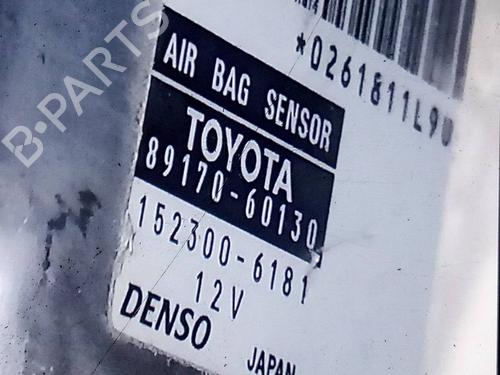 *0261811L9U
AIR BAG SENSOR
TOYOTA
89170-60130
152300-6181
12V
DENSO
JAPAN
B·PARTS